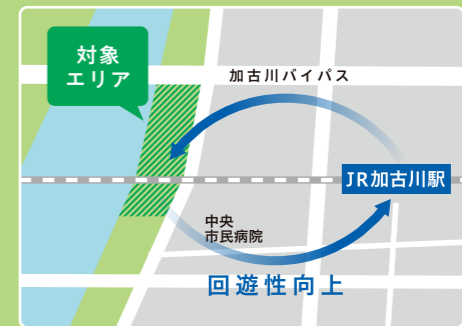 対象
エリア
加古川バイパス
JR加古川駅
中央
市民病院
回遊性向上